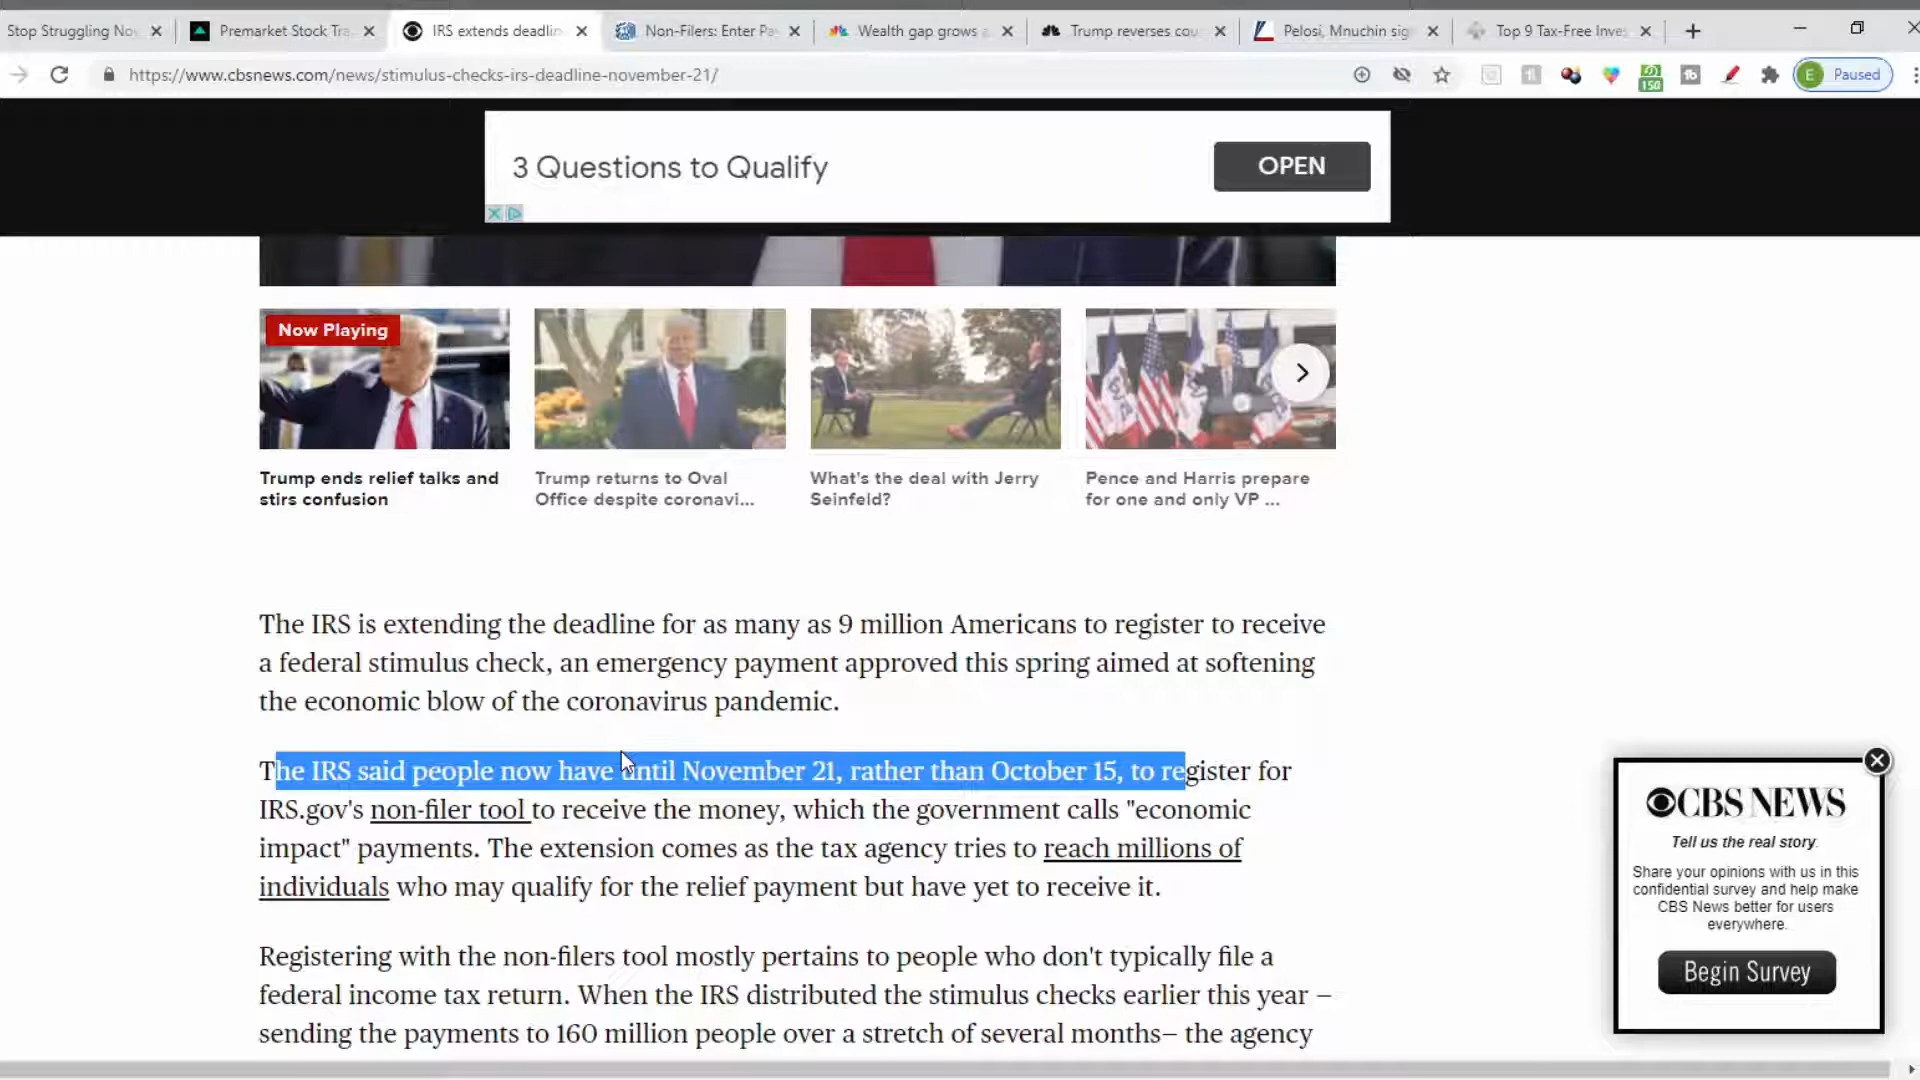 Stop Struggling No
Premarket Stock Tra
IRS extends deadlin
Non-Filers: Enter Pa
Wealth gap grows a
Trump reverses cou
Pelosi, Mnuchin sig
Top 9 Tax-Free Inve
https://www.cbsnews.com/news/stimulus-checks-irs-deadline-november-21/
150
E Paused
3 Questions to Qualify
OPEN
Now Playing
Trump ends relief talks and
stirs confusion
Trump returns to Oval
Office despite coronavi...
What's the deal with Jerry
Seinfeld?
Pence and Harris prepare
for one and only VP ...
The IRS is extending the deadline for as many as 9 million Americans to register to receive
a federal stimulus check, an emergency payment approved this spring aimed at softening
the economic blow of the coronavirus pandemic.
The IRS said people now have until November 21, rather than October 15, to register for
IRS.gov's non-filer tool to receive the money, which the government calls "economic
impact" payments. The extension comes as the tax agency tries to reach millions of
individuals who may qualify for the relief payment but have yet to receive it.
Registering with the non-filers tool mostly pertains to people who don't typically file a
federal income tax return. When the IRS distributed the stimulus checks earlier this year —
sending the payments to 160 million people over a stretch of several months— the agency
CBS NEWS
Tell us the real story.
Share your opinions with us in this
confidential survey and help make
CBS News better for users
everywhere.
Begin Survey